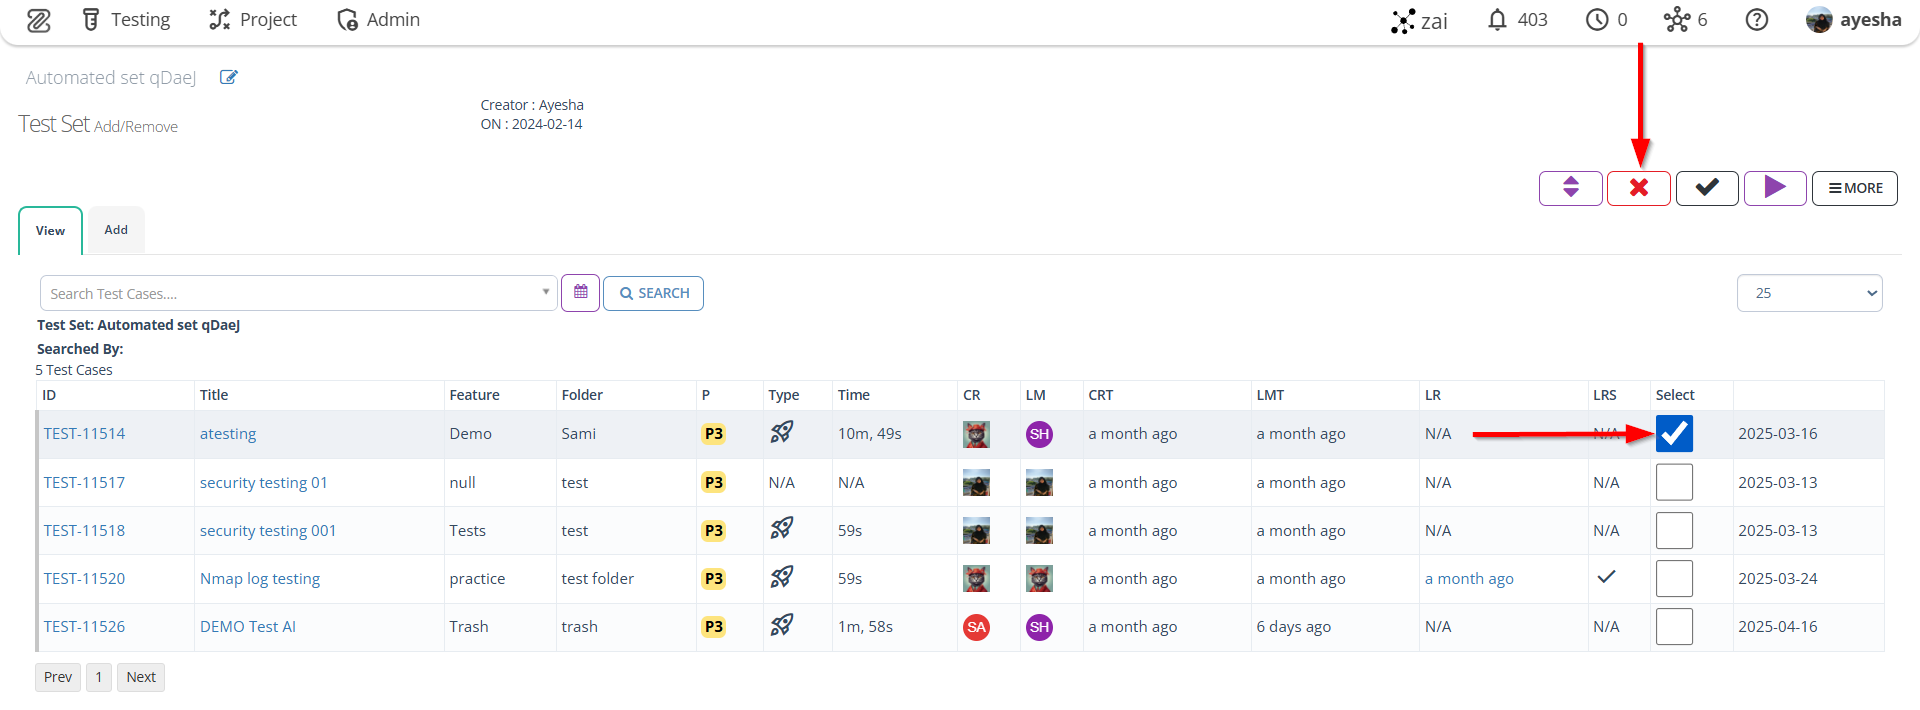 Testing Project Admin zai 403 0 6 ayesha
Automated set qDaeJ
Test Set Add/Remove
Creator : Ayesha
ON : 2024-02-14
MORE
View Add
Search Test Cases.... SEARCH 25
Test Set: Automated set qDaeJ
Searched By:
5 Test Cases
ID Title Feature Folder P Type Time CR LM CRT LMT LR LRS Select
TEST-11514 atesting Demo Sami P3 10m, 49s SH a month ago a month ago N/A N/A 2025-03-16
TEST-11517 security testing 01 null test P3 N/A N/A a month ago a month ago N/A N/A 2025-03-13
TEST-11518 security testing 001 Tests test P3 59s a month ago a month ago N/A N/A 2025-03-13
TEST-11520 Nmap log testing practice test folder P3 59s a month ago a month ago a month ago 2025-03-24
TEST-11526 DEMO Test AI Trash trash P3 1m, 58s SA SH a month ago 6 days ago N/A N/A 2025-04-16
Prev 1 Next